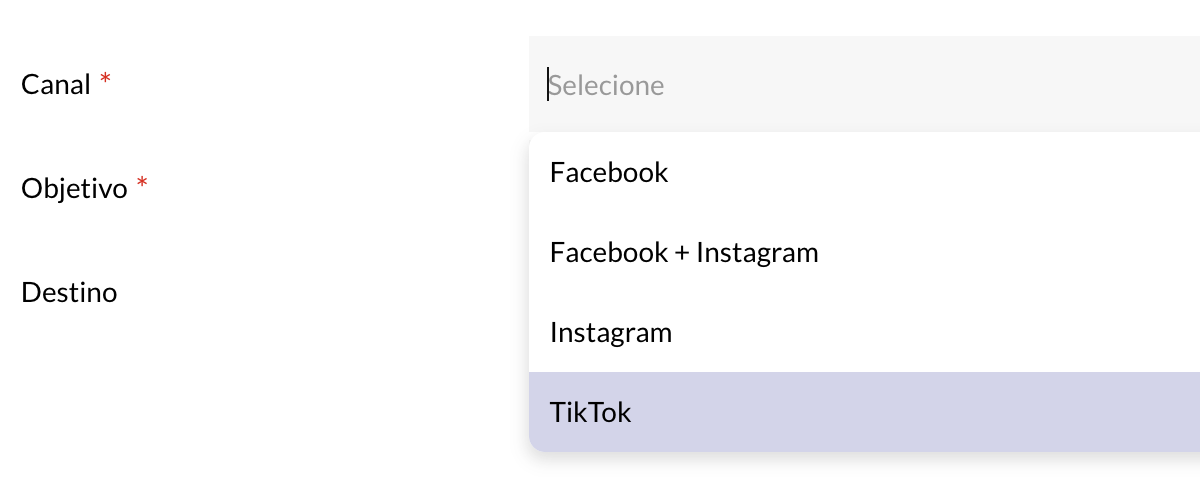 Canal *
Selecione
Facebook
Objetivo *
Facebook + Instagram
Destino
Instagram
TikTok